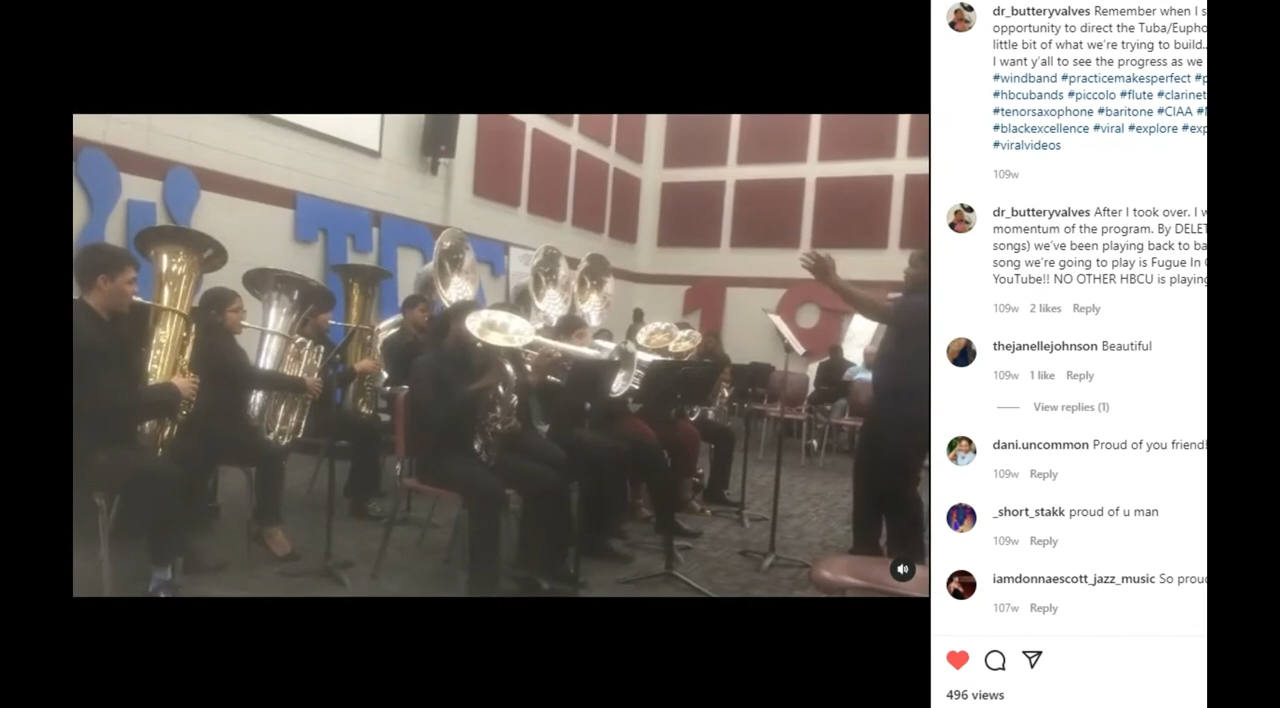 dr_butteryvalves Remember when I s
opportunity to direct the Tuba/Eupho
little bit of what we're trying to build..
I want y'all to see the progress as we
#windband #practicemakesperfect #p
#hbcubands #piccolo #flute #clarinet
#tenorsaxophone #baritone #CIAA #
#blackexcellence #viral #explore #exp
#viralvideos
109w
dr_butteryvalves After I took over. I w
momentum of the program. By DELET
songs) we've been playing back to ba
song we're going to play is Fugue In
YouTube!! NO OTHER HBCU is playing
109w 2 likes Reply
thejanellejohnson Beautiful
109w 1 like Reply
View replies (1)
dani.uncommon Proud of you friend!
109w Reply
_short_stakk proud of u man
109w Reply
iamdonnaescott_jazz_music So prou
107w Reply
496 views